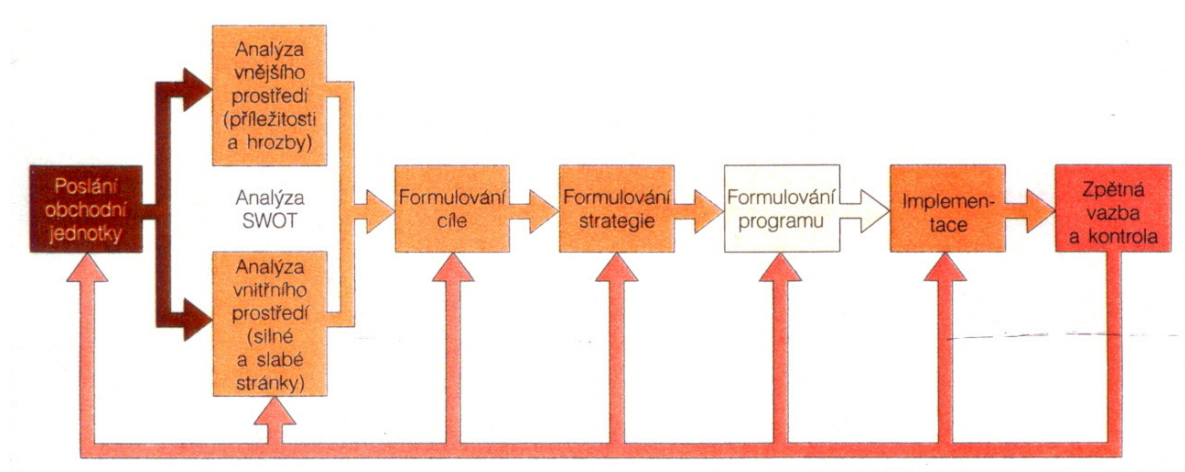 Poslání
obchodní
jednotky
Analýza
vnějšího
prostředí
(příležitosti
a hrozby)
Analýza
SWOT
Analýza
vnitřního
prostředí
(silné
a slabé
stránky)
Formulování
cíle
Formulování
strategie
Formulování
programu
Implemen-
tace
Zpětná
vazba
a kontrola